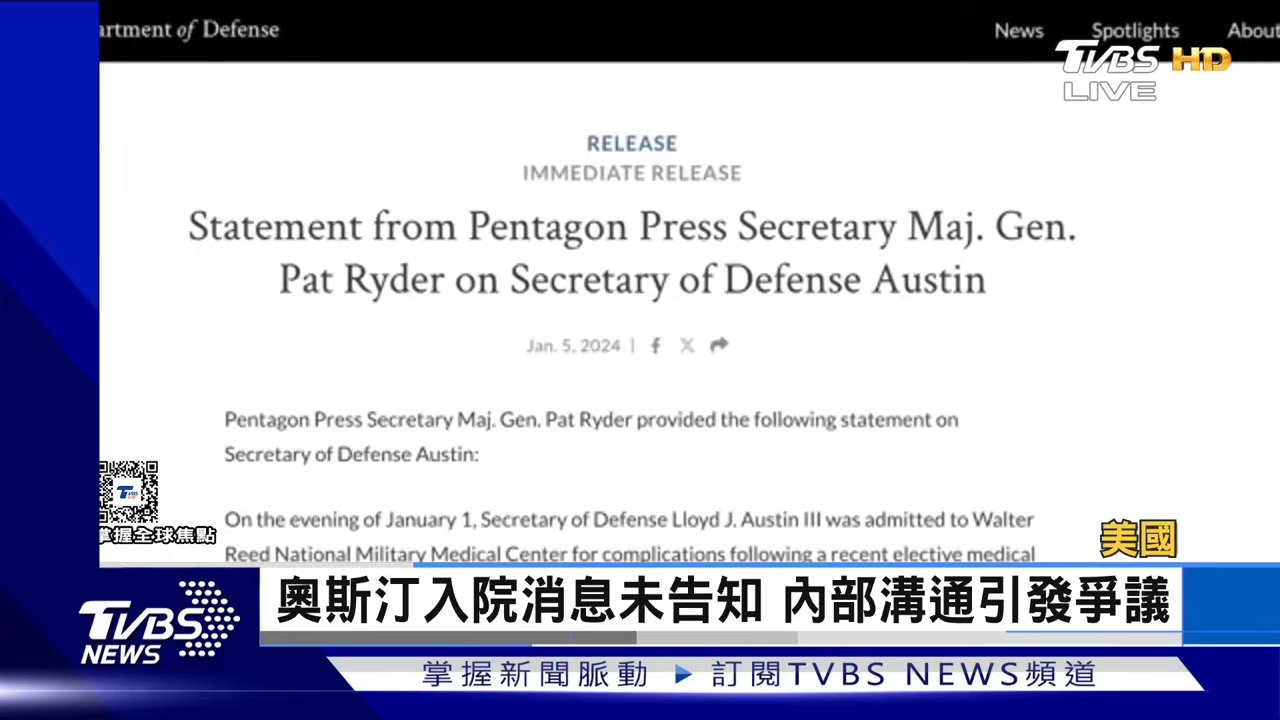 artment of Defense
News Spotlights About
TVBS HD
LIVE
RELEASE
IMMEDIATE RELEASE
Statement from Pentagon Press Secretary Maj. Gen.
Pat Ryder on Secretary of Defense Austin
Jan. 5, 2024 |
Pentagon Press Secretary Maj. Gen. Pat Ryder provided the following statement on
Secretary of Defense Austin:
On the evening of January 1, Secretary of Defense Lloyd J. Austin III was admitted to Walter
Reed National Military Medical Center for complications following a recent elective medical
TVBS
掌握全球焦點
美國
奧斯汀入院消息未告知 內部溝通引發爭議
TVBS
NEWS
掌握新聞脈動 訂閱TVBS NEWS頻道